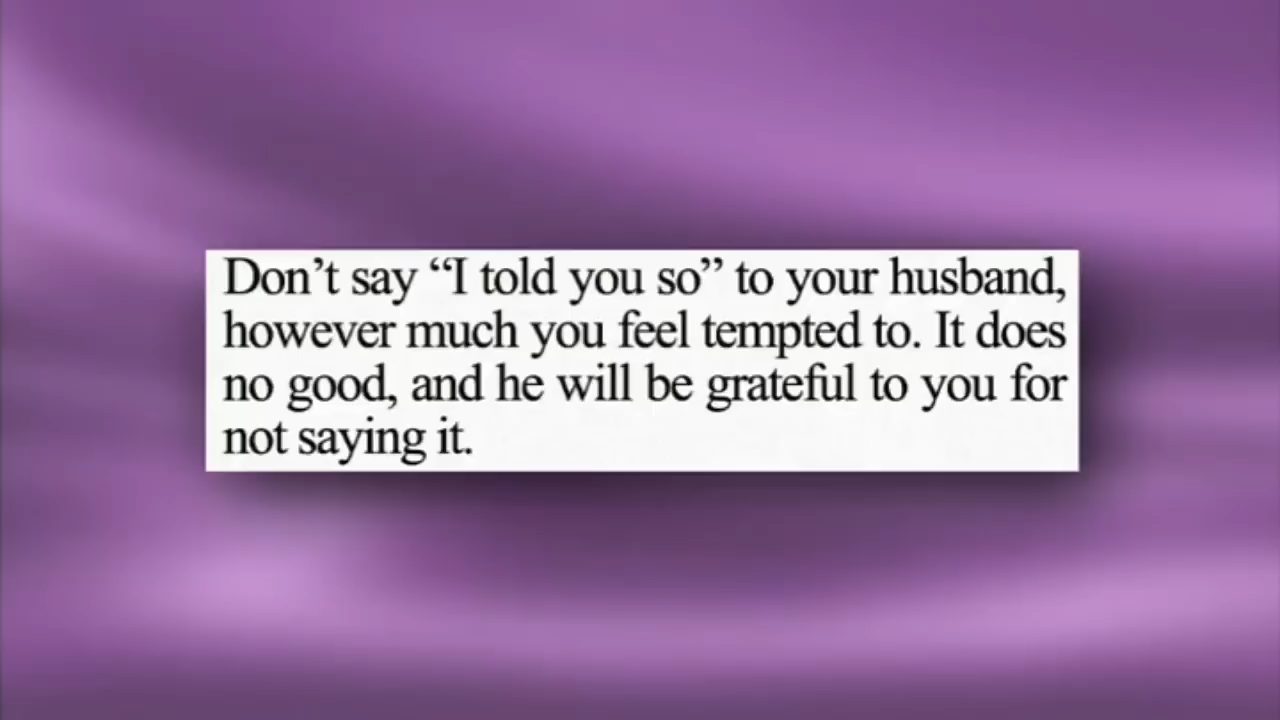 Don’t say “I told you so” to your husband,
however much you feel tempted to. It does
no good, and he will be grateful to you for
not saying it.